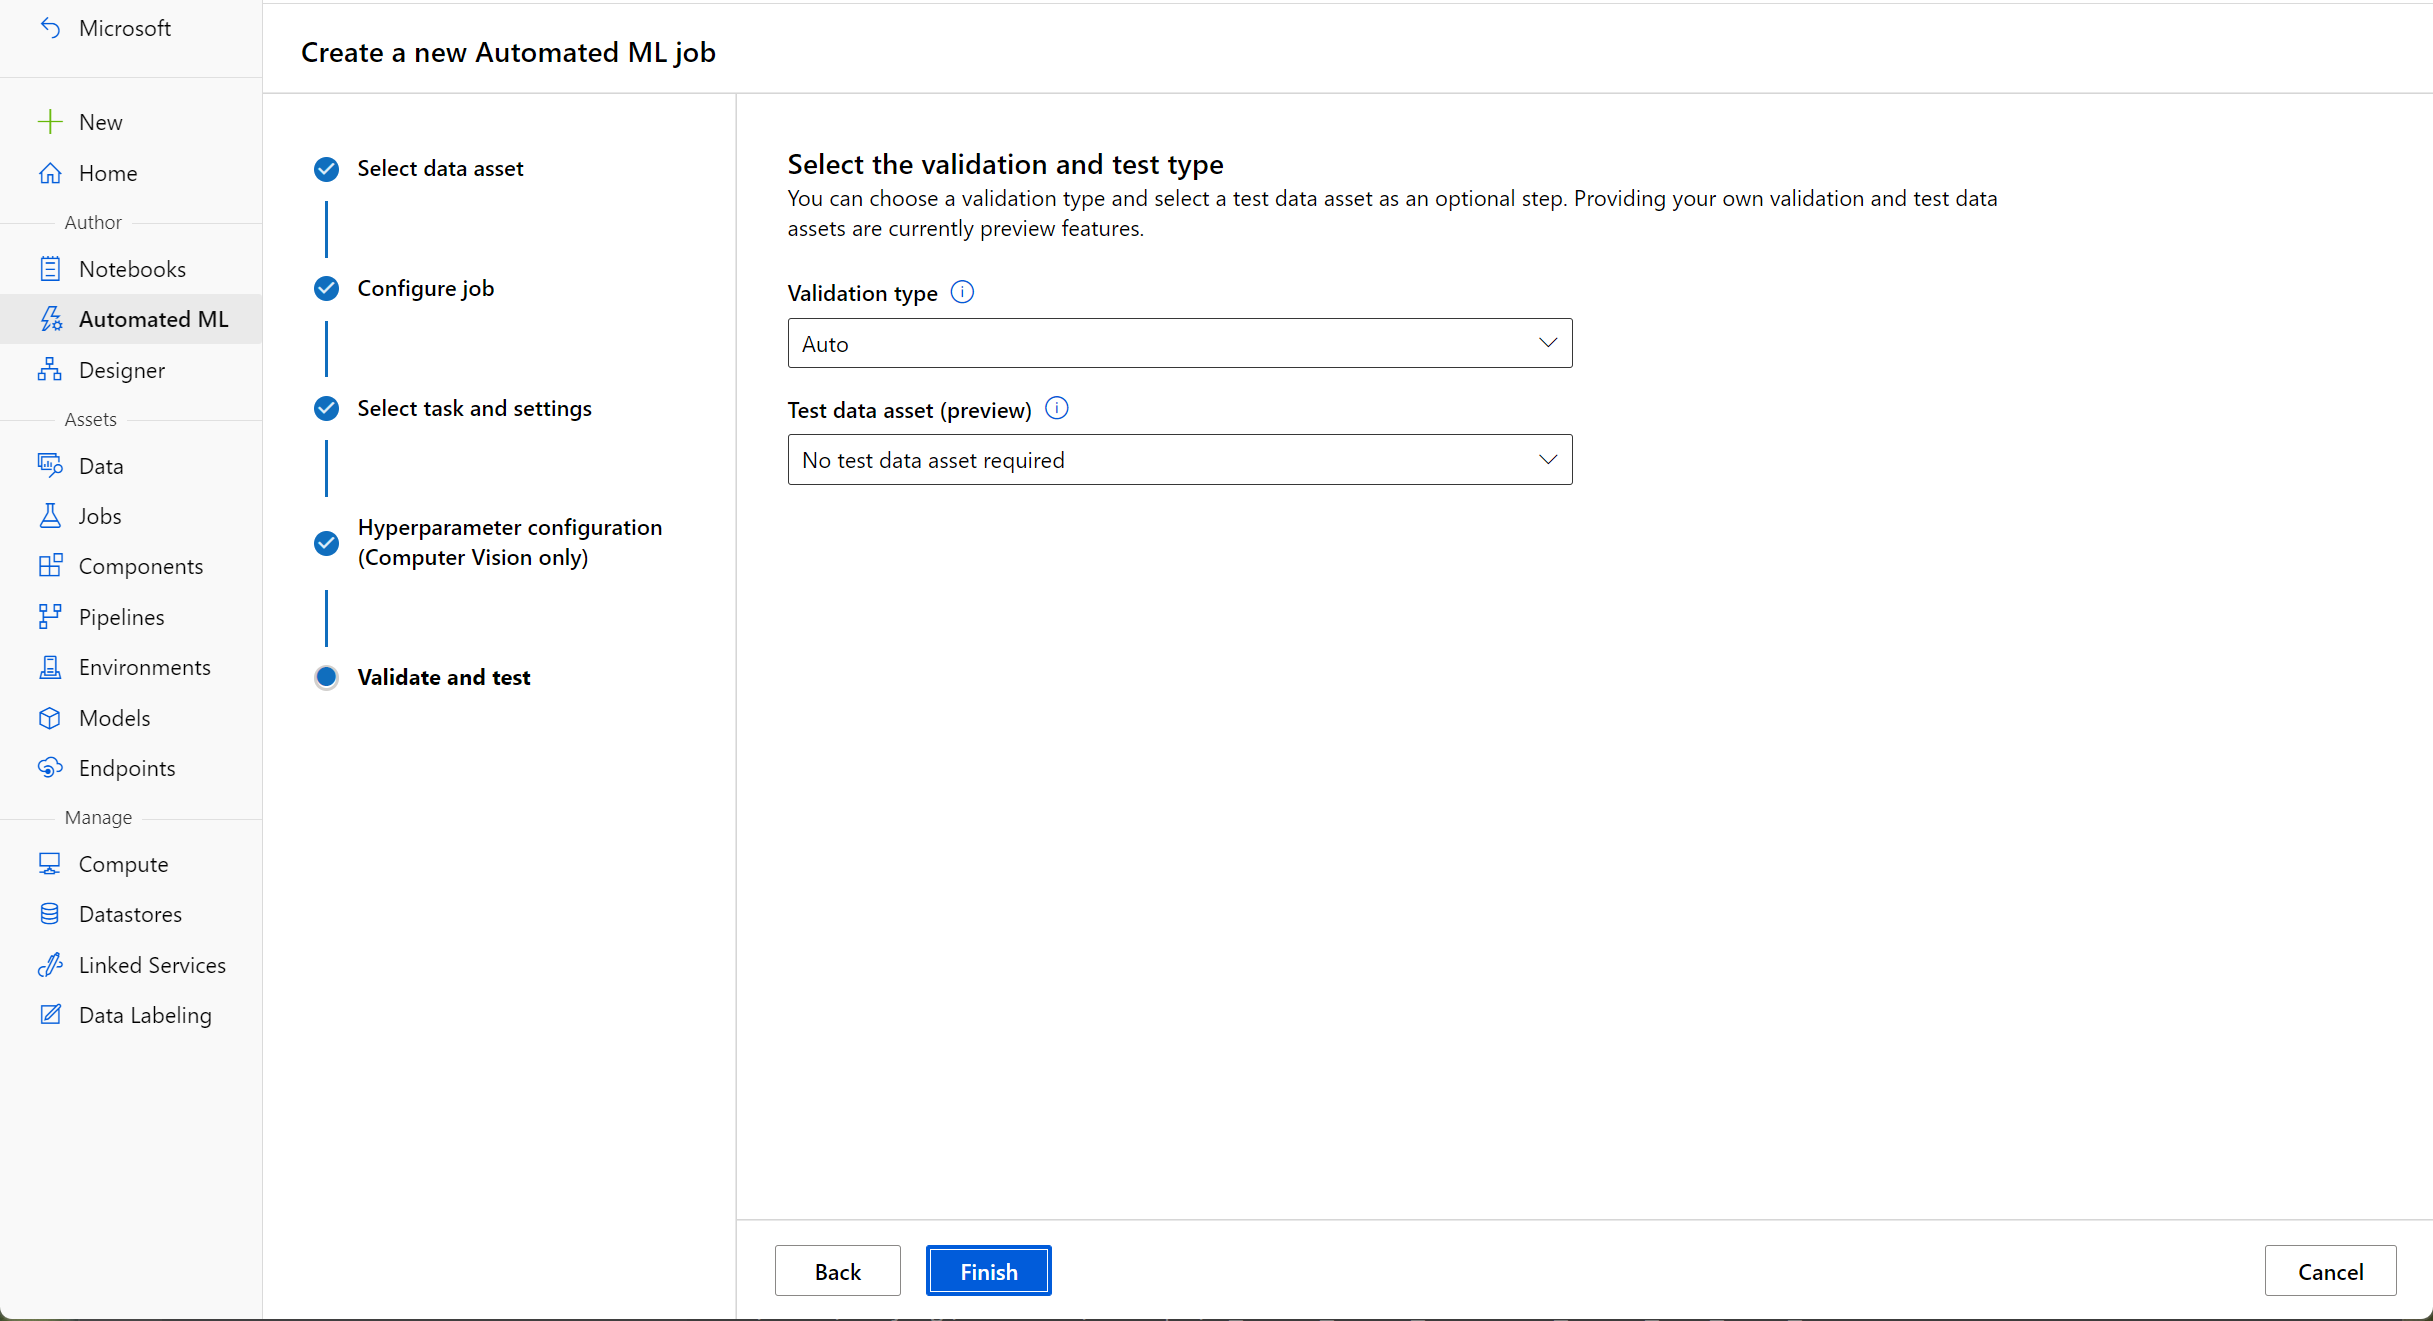 Microsoft
New
Home
Author
Notebooks
Automated ML
Designer
Assets
Data
Jobs
Components
Pipelines
Environments
Models
Endpoints
Manage
Compute
Datastores
Linked Services
Data Labeling
Create a new Automated ML job
Select data asset
Configure job
Select task and settings
Hyperparameter configuration
(Computer Vision only)
Validate and test
Select the validation and test type
You can choose a validation type and select a test data asset as an optional step. Providing your own validation and test data
assets are currently preview features.
Validation type
Auto
Test data asset (preview)
No test data asset required
Back
Finish
Cancel